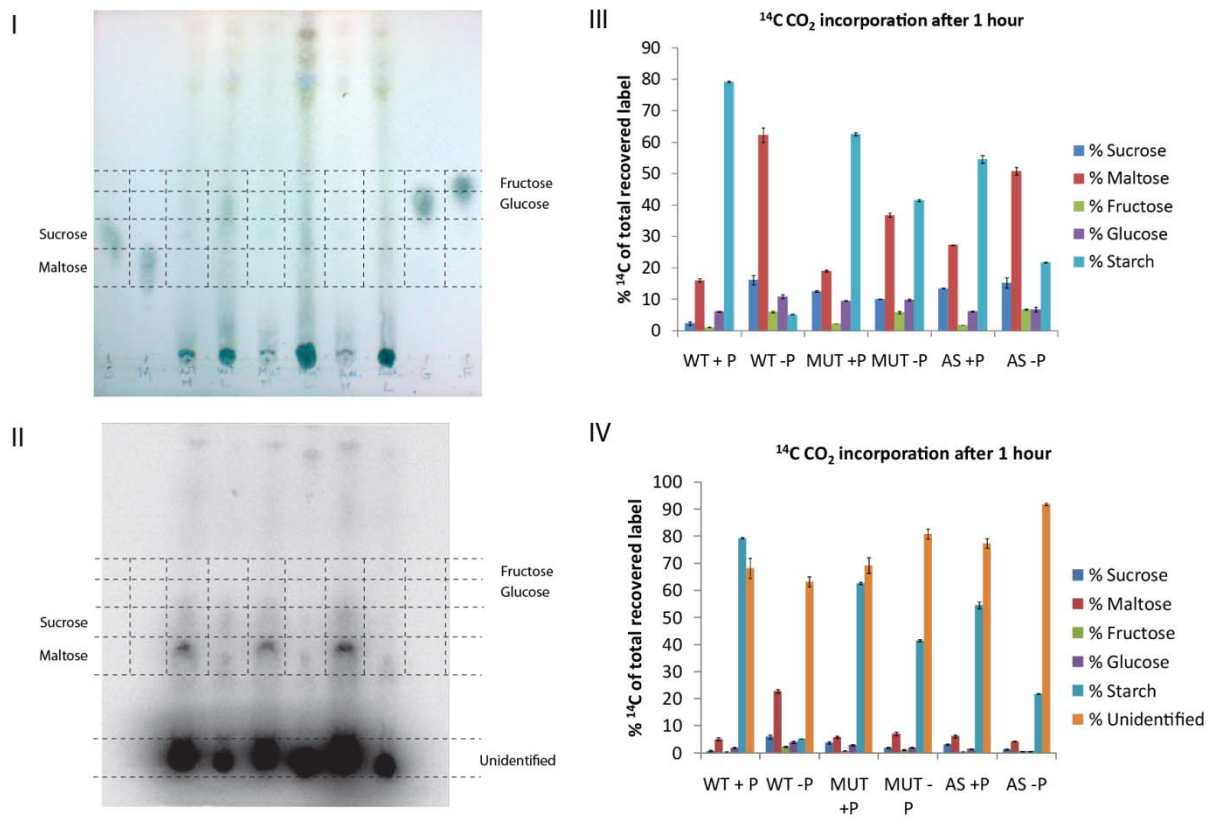 I
Fructose
Glucose
Sucrose
Maltose
S
M
WT
H
WT
L
H
L
H
L
G
F
II
Fructose
Glucose
Sucrose
Maltose
Unidentified
III
¹⁴C CO₂ incorporation after 1 hour
% ¹⁴C of total recovered label
90
80
70
60
50
40
30
20
10
0
WT + P
WT -P
MUT +P
MUT -P
AS +P
AS -P
% Sucrose
% Maltose
% Fructose
% Glucose
% Starch
IV
¹⁴C CO₂ incorporation after 1 hour
% ¹⁴C of total recovered label
100
90
80
70
60
50
40
30
20
10
0
WT + P
WT -P
MUT
+P
MUT -
P
AS +P
AS -P
% Sucrose
% Maltose
% Fructose
% Glucose
% Starch
% Unidentified